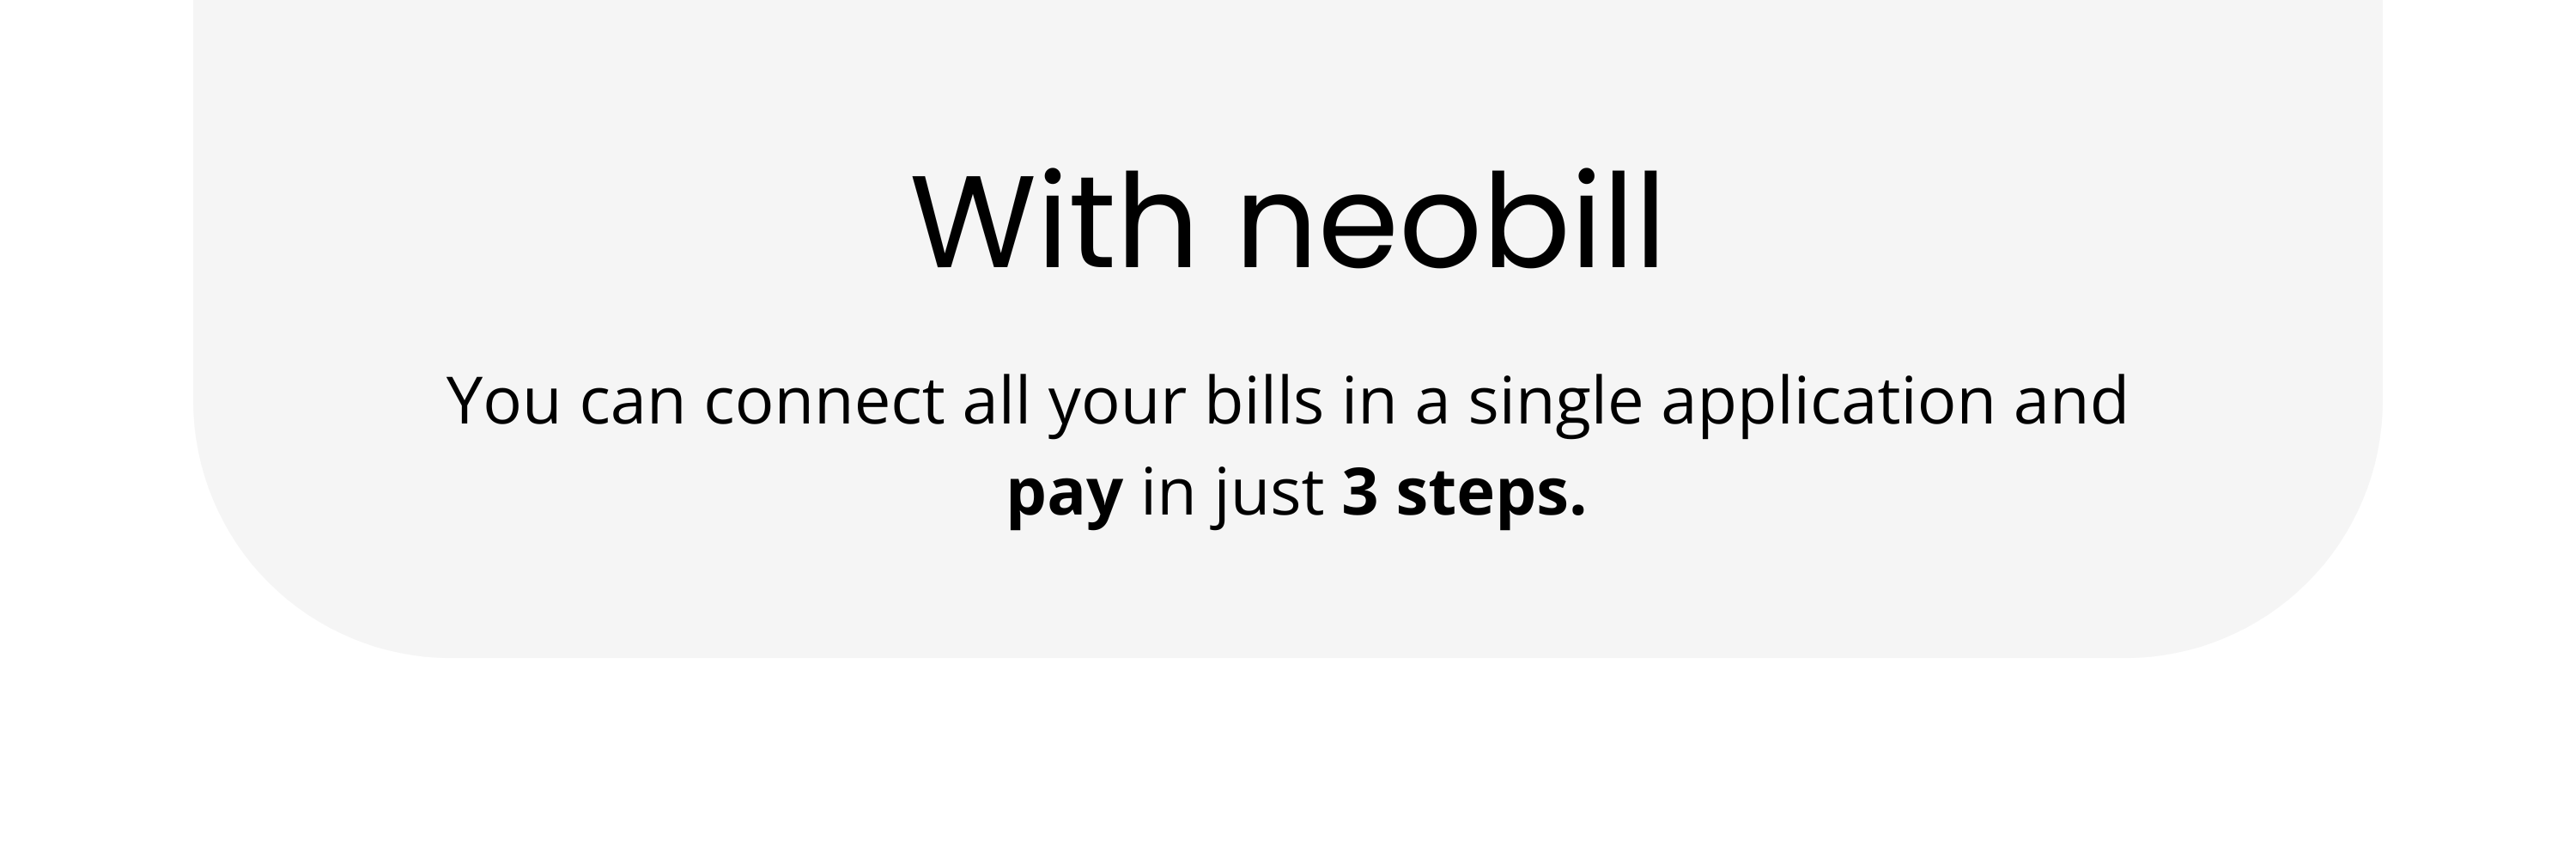 With neobill
You can connect all your bills in a single application and
pay in just 3 steps.